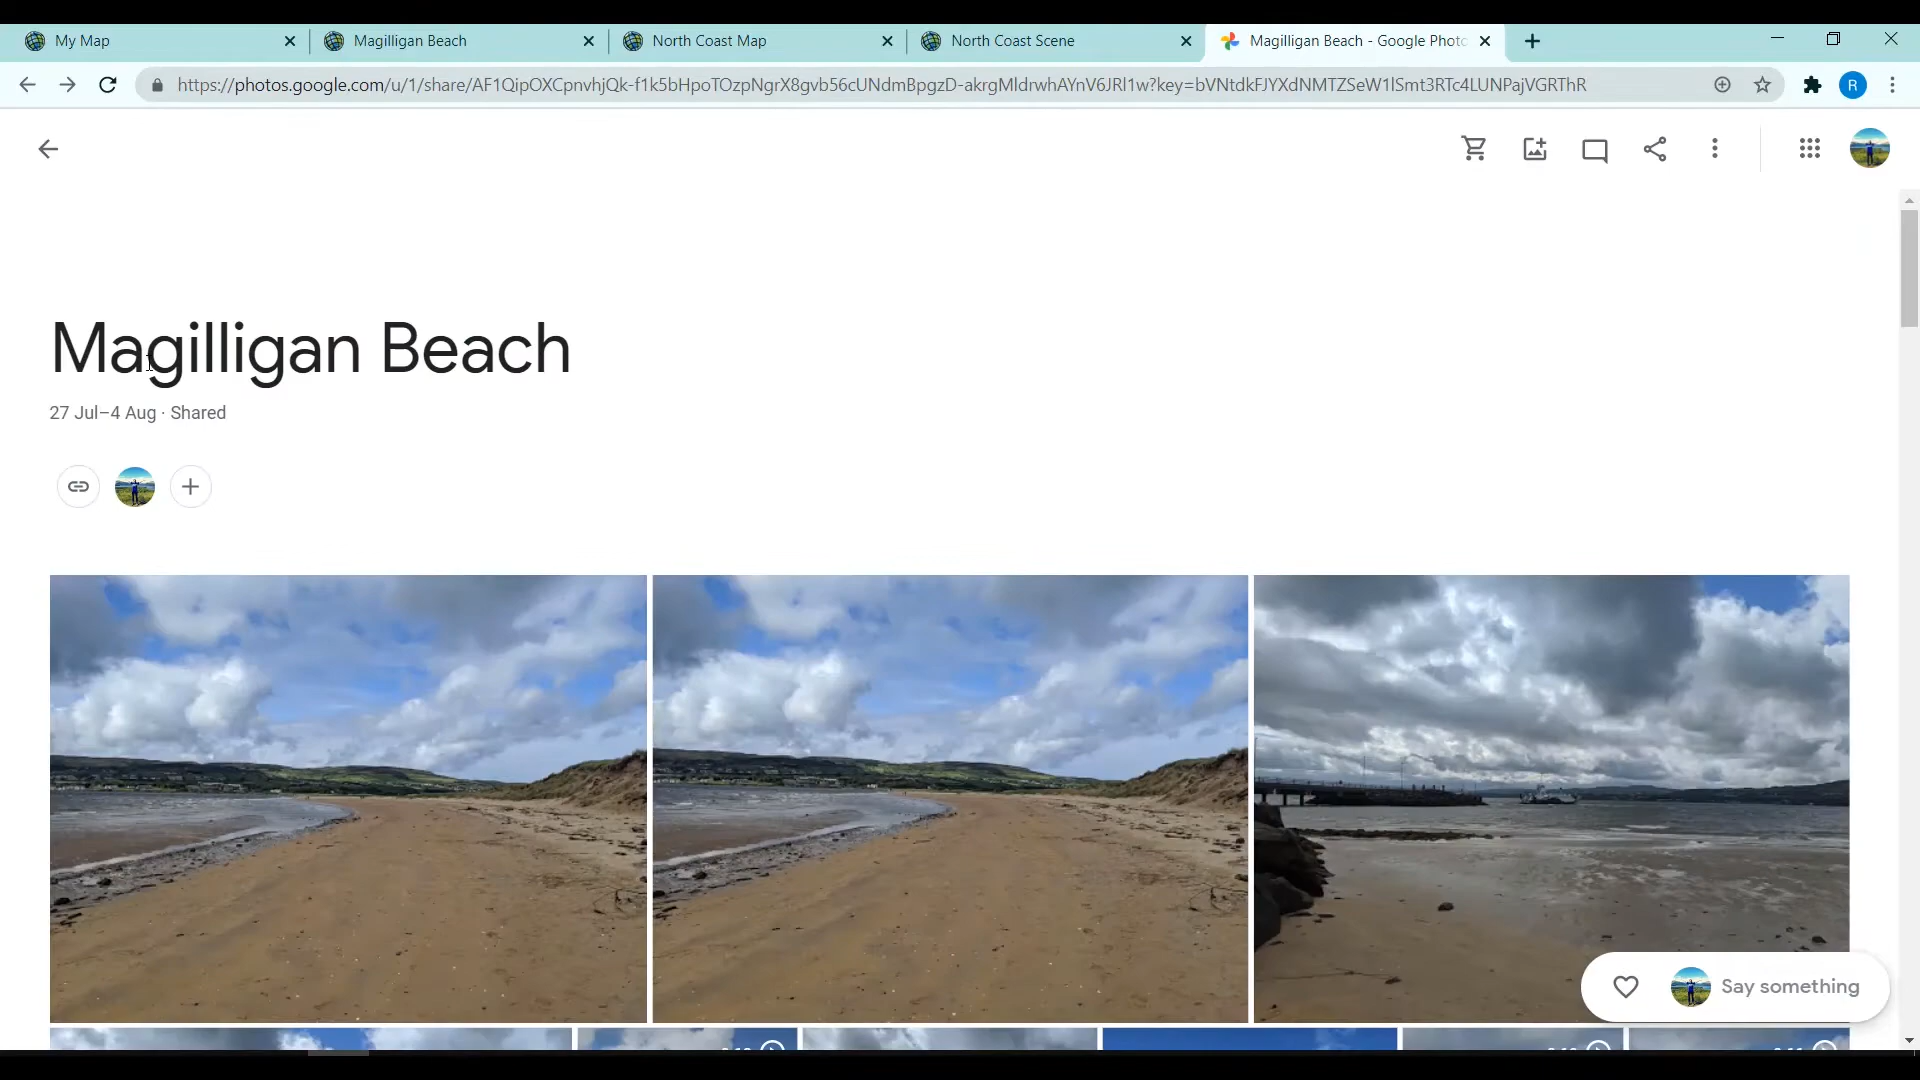 My Map
Magilligan Beach
North Coast Map
North Coast Scene
Magilligan Beach - Google Photo
https://photos.google.com/u/1/share/AF1QipOXCpnvhjQk-f1k5bHpoTOzpNgrX8gvb56cUNdmBpgzD-akrgMldrwhAYnV6JRl1w?key=bVNtdkFJYXdNMTZSeW1lSmt3RTc4LUNPajVGRThR
R
Magilligan Beach
27 Jul–4 Aug · Shared
Say something